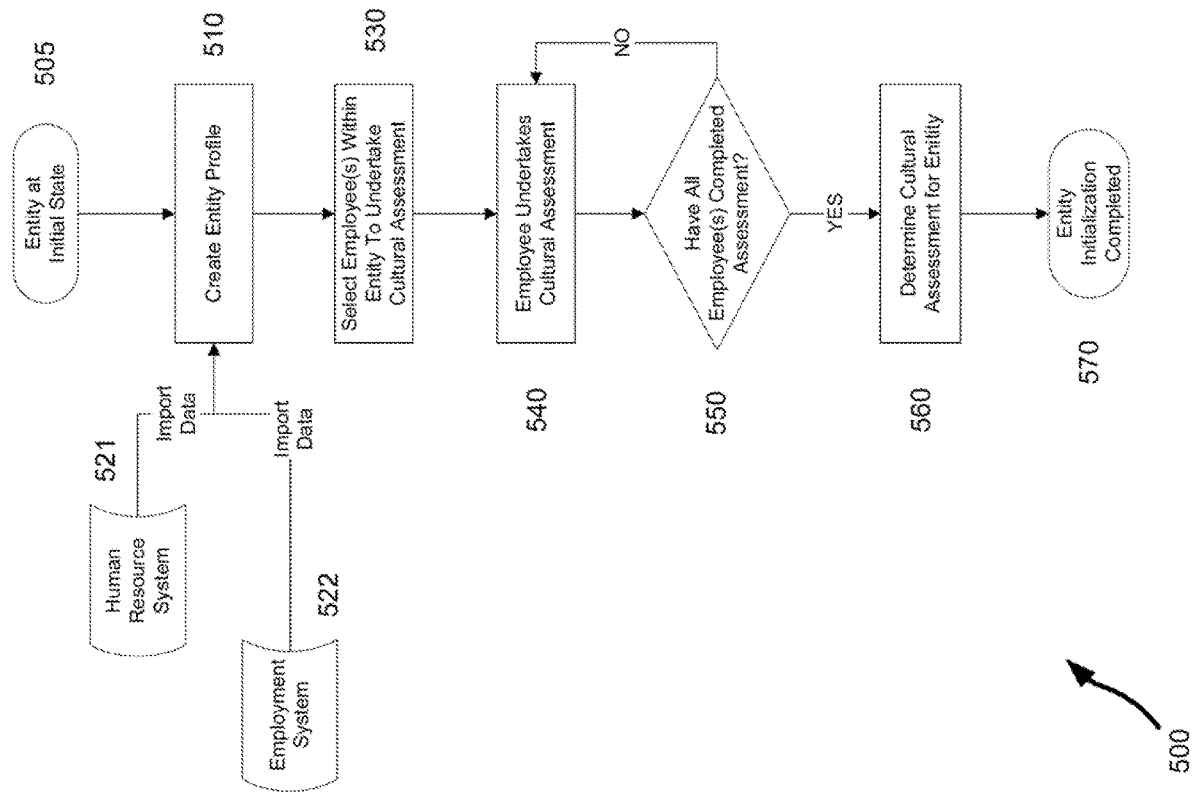 505
Entity at
Initial State
510
Create Entity Profile
Import
Data
Import
Data
521
Human
Resource
System
522
Employment
System
530
Select Employee(s) Within
Entity To Undertake
Cultural Assessment
540
Employee Undertakes
Cultural Assessment
550
Have All
Employee(s) Completed
Assessment?
NO
YES
560
Determine Cultural
Assessment for Enitity
570
Entity
Initialization
Completed
500